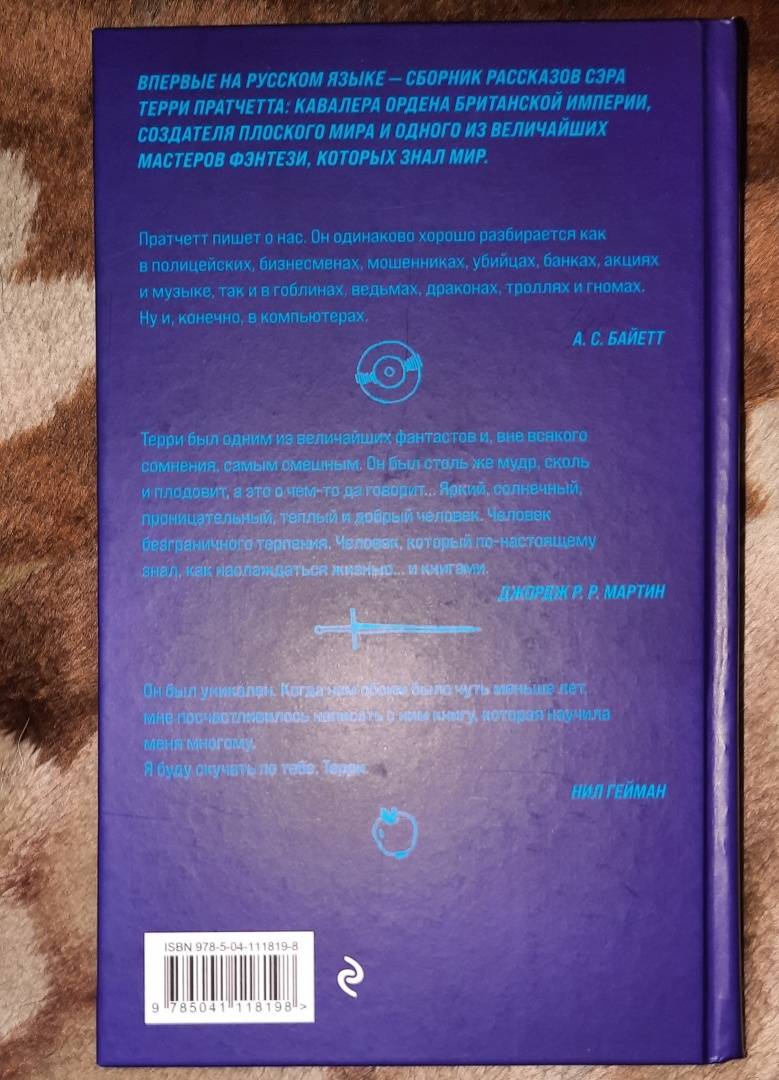 ВПЕРВЫЕ НА РУССКОМ ЯЗЫКЕ – СБОРНИК РАССКАЗОВ СЭРА
ТЕРРИ ПРАТЧЕТТА: КАВАЛЕРА ОРДЕНА БРИТАНСКОЙ ИМПЕРИИ,
СОЗДАТЕЛЯ ПЛОСКОГО МИРА И ОДНОГО ИЗ ВЕЛИЧАЙШИХ
МАСТЕРОВ ФЭНТЕЗИ, КОТОРЫХ ЗНАЛ МИР.
Пратчетт пишет о нас. Он одинаково хорошо разбирается как
в полицейских, бизнесменах, мошенниках, убийцах, банках, акциях
и музыке, так и в гоблинах, ведьмах, драконах, троллях и гномах.
Ну и, конечно, в компьютерах.
А. С. БАЙЕТТ
Терри был одним из величайших фантастов и, вне всякого
сомнения, самым смешным. Он был столь же мудр, сколь
и плодовит, а это о чем-то да говорит... Яркий, солнечный,
проницательный, теплый и добрый человек. Человек
безграничного терпения. Человек, который по-настоящему
знал, как наслаждаться жизнью... и книгами.
ДЖОРДЖ Р. Р. МАРТИН
Он был уникален. Когда нам обоим было чуть меньше лет,
мне посчастливилось написать с ним книгу, которая научила
меня многому.
Я буду скучать по тебе, Терри.
НИЛ ГЕЙМАН
ISBN 978-5-04-111819-8
9 785041 118198 >